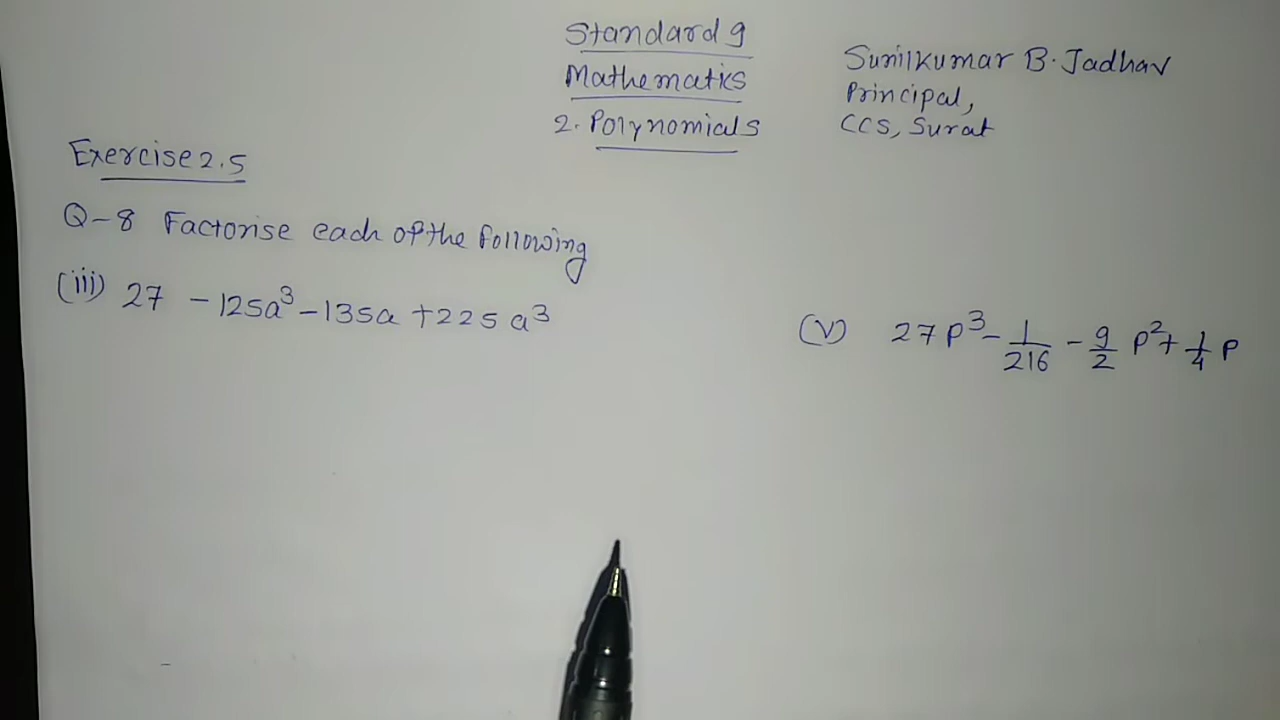 Standard 9
Mathematics
2. Polynomials
Sunilkumar B. Jadhav
Principal,
CCS, Surat
Exercise 2.5
Q-8 Factorise each of the following
(iii) 27 - 125a³ - 135a + 225a³
(V) 27p³ - 1/216 - 9/2 p² + 1/4 p